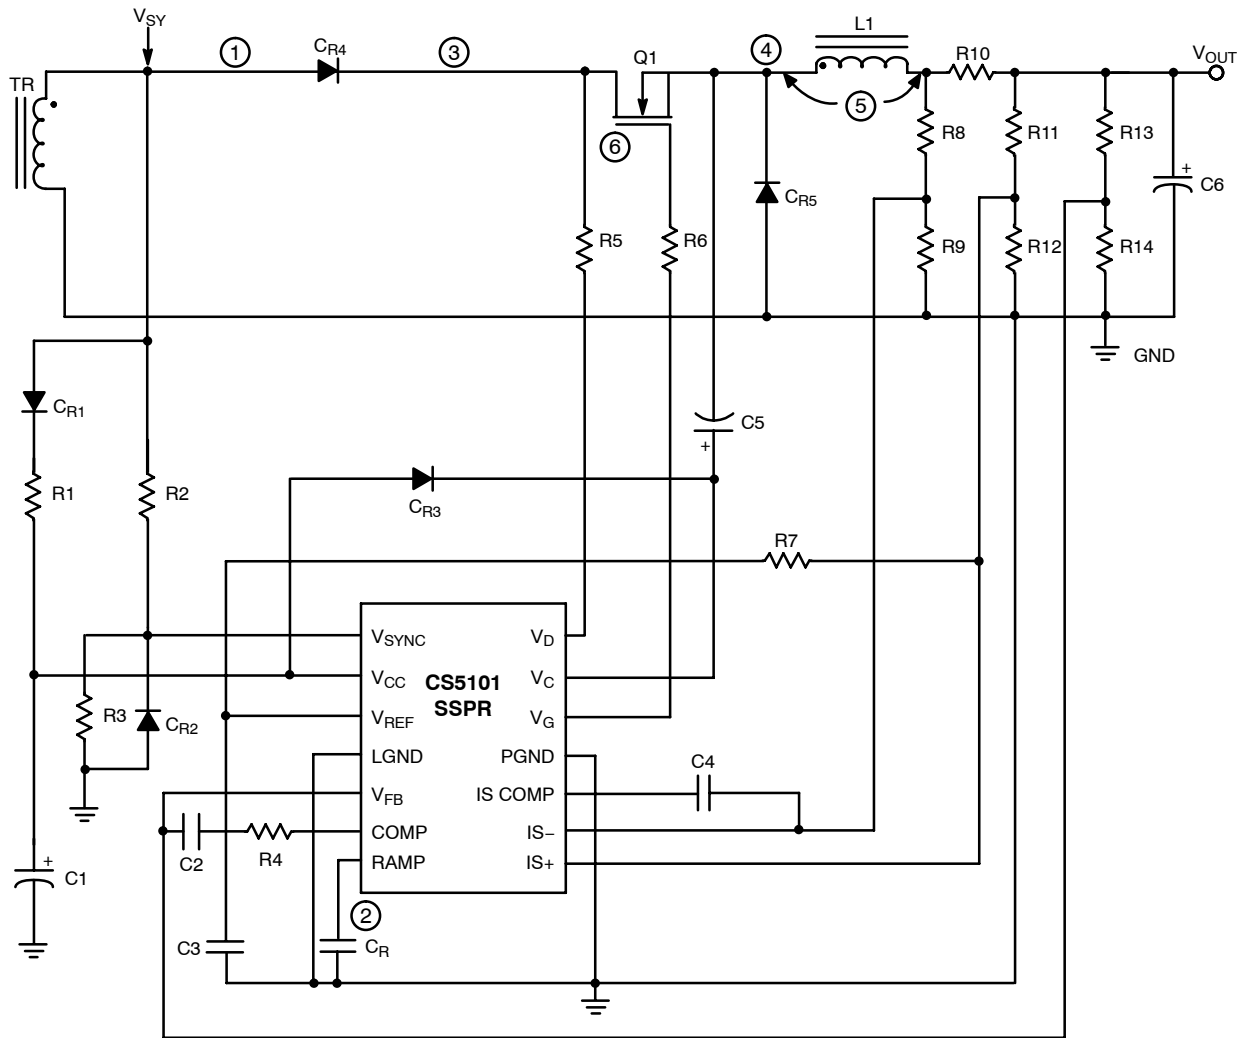 VSY
1
CR4
3
Q1
4
L1
R10
VOUT
TR
5
6
R8
R11
R13
+
C6
CR5
R5
R6
R9
R12
R14
GND
CR1
C5
+
R1
R2
CR3
R7
VSYNC
VD
VCC
CS5101
SSPR
VC
R3
CR2
VREF
VG
LGND
PGND
C4
VFB
IS COMP
C2
R4
COMP
IS−
RAMP
IS+
+
C1
2
C3
CR